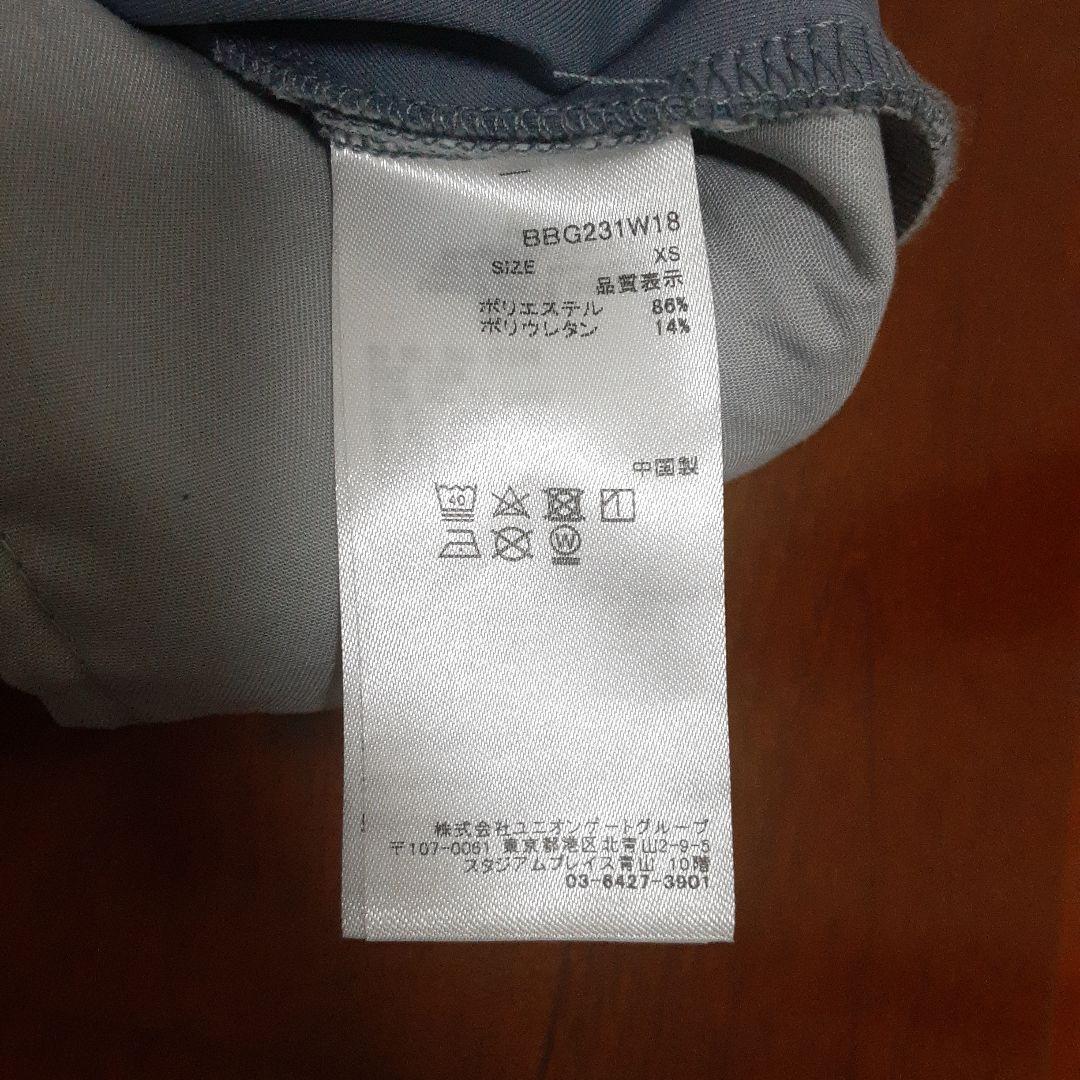 BBG231W18
SIZE XS
品質表示
ポリエステル 86%
ポリウレタン 14%
中国製
40
W
株式会社ユニオンゲートグループ
〒107-0061 東京都港区北青山2-9-5
スタジアムプレイス青山 10階
03-6427-3901